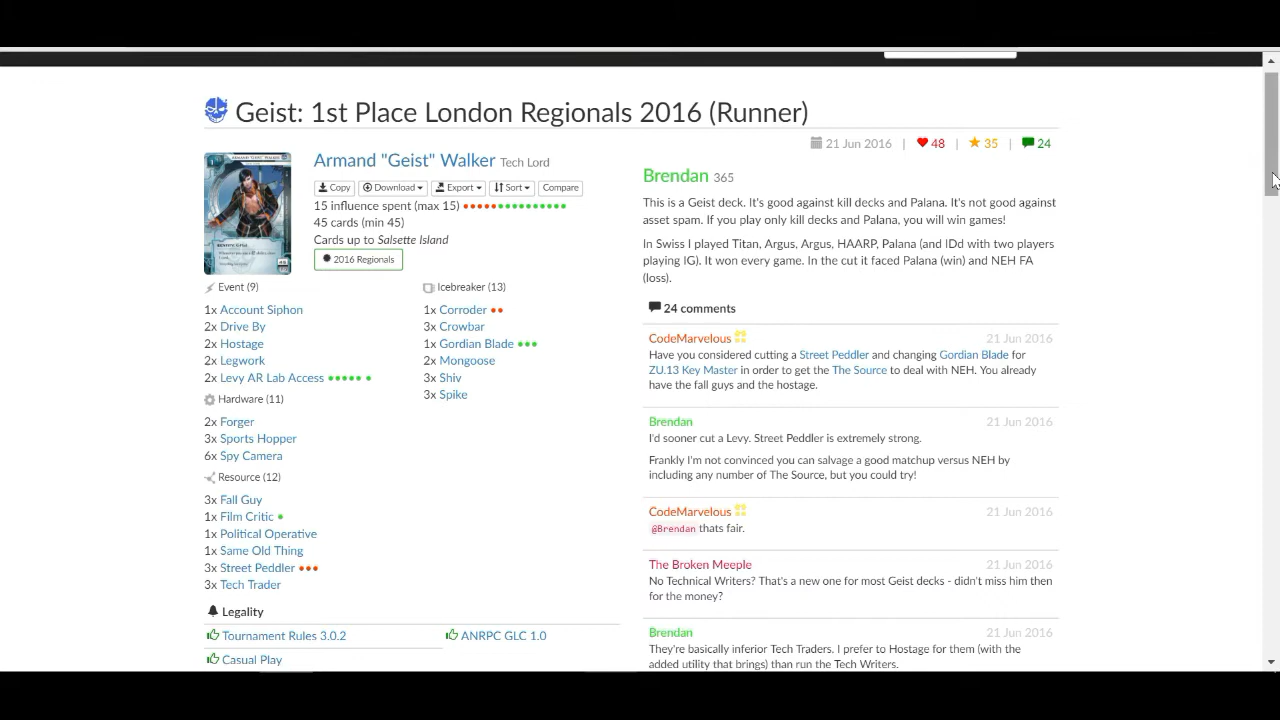 Geist: 1st Place London Regionals 2016 (Runner)
21 Jun 2016 | 48 | 35 | 24
Armand "Geist" Walker Tech Lord
Copy Download Export Sort Compare
15 influence spent (max 15)
45 cards (min 45)
Cards up to Salsette Island
2016 Regionals
Event (9)
1x Account Siphon
2x Drive By
2x Hostage
2x Legwork
2x Levy AR Lab Access
Hardware (11)
2x Forger
3x Sports Hopper
6x Spy Camera
Resource (12)
3x Fall Guy
1x Film Critic
1x Political Operative
1x Same Old Thing
3x Street Peddler
3x Tech Trader
Icebreaker (13)
1x Corroder
3x Crowbar
1x Gordian Blade
2x Mongoose
3x Shiv
3x Spike
Legality
Tournament Rules 3.0.2
ANRPC GLC 1.0
Casual Play
Brendan 365
This is a Geist deck. It's good against kill decks and Palana. It's not good against
asset spam. If you play only kill decks and Palana, you will win games!
In Swiss I played Titan, Argus, Argus, HAARP, Palana (and IDd with two players
playing IG). It won every game. In the cut it faced Palana (win) and NEH FA
(loss).
24 comments
CodeMarvelous 21 Jun 2016
Have you considered cutting a Street Peddler and changing Gordian Blade for
ZU.13 Key Master in order to get the The Source to deal with NEH. You already
have the fall guys and the hostage.
Brendan 21 Jun 2016
I'd sooner cut a Levy. Street Peddler is extremely strong.
Frankly I'm not convinced you can salvage a good matchup versus NEH by
including any number of The Source, but you could try!
CodeMarvelous 21 Jun 2016
@Brendan thats fair.
The Broken Meeple 21 Jun 2016
No Technical Writers? That's a new one for most Geist decks - didn't miss him then
for the money?
Brendan 21 Jun 2016
They're basically inferior Tech Traders. I prefer to Hostage for them (with the
added utility that brings) than run the Tech Writers.